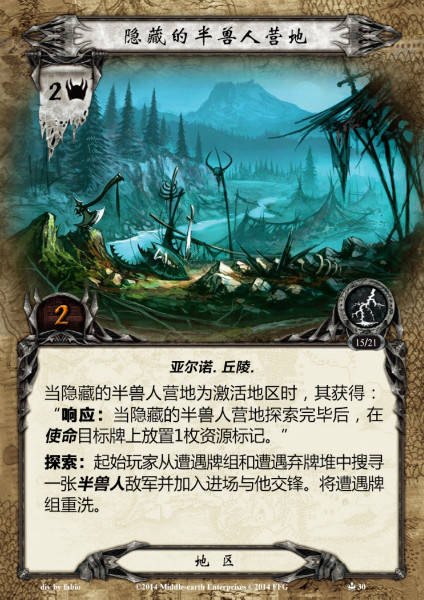 隐藏的半兽人营地
2
2
15/21
亚尔诺. 丘陵.
当隐藏的半兽人营地为激活地区时，其获得：
“响应：当隐藏的半兽人营地探索完毕后，在
使命目标牌上放置1枚资源标记。”
探索：起始玩家从遭遇牌组和遭遇弃牌堆中搜寻
一张半兽人敌军并加入进场与他交锋。将遭遇牌
组重洗。
地 区
diy by fabio ©2014 Middle-earth Enterprises ©2014 FFG 30